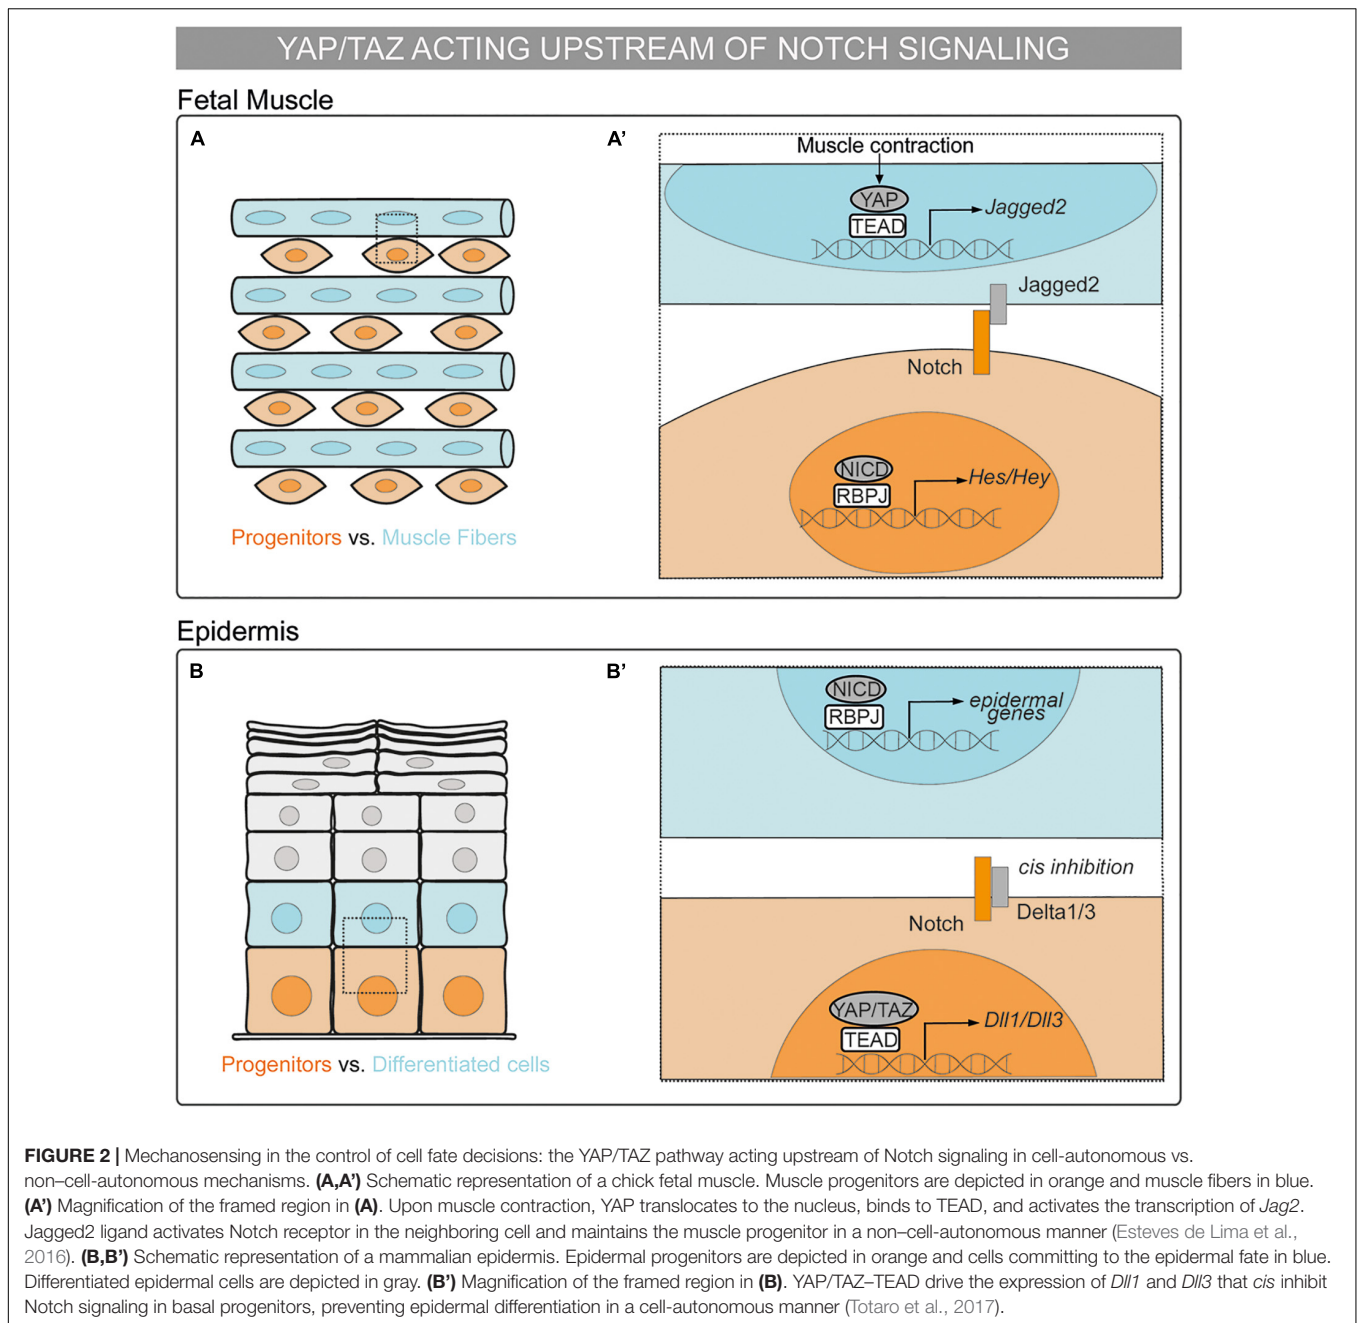 YAP/TAZ ACTING UPSTREAM OF NOTCH SIGNALING
Fetal Muscle
A
Progenitors vs. Muscle Fibers
A’
Muscle contraction
YAP
TEAD
Jagged2
Jagged2
Notch
NICD
RBPJ
Hes/Hey
Epidermis
B
Progenitors vs. Differentiated cells
B’
NICD
RBPJ
epidermal
genes
cis inhibition
Delta1/3
Notch
YAP/TAZ
TEAD
Dll1/Dll3
FIGURE 2 | Mechanosensing in the control of cell fate decisions: the YAP/TAZ pathway acting upstream of Notch signaling in cell-autonomous vs.
non–cell-autonomous mechanisms. (A,A’) Schematic representation of a chick fetal muscle. Muscle progenitors are depicted in orange and muscle fibers in blue.
(A’) Magnification of the framed region in (A). Upon muscle contraction, YAP translocates to the nucleus, binds to TEAD, and activates the transcription of Jag2.
Jagged2 ligand activates Notch receptor in the neighboring cell and maintains the muscle progenitor in a non–cell-autonomous manner (Esteves de Lima et al.,
2016). (B,B’) Schematic representation of a mammalian epidermis. Epidermal progenitors are depicted in orange and cells committing to the epidermal fate in blue.
Differentiated epidermal cells are depicted in gray. (B’) Magnification of the framed region in (B). YAP/TAZ–TEAD drive the expression of Dll1 and Dll3 that cis inhibit
Notch signaling in basal progenitors, preventing epidermal differentiation in a cell-autonomous manner (Totaro et al., 2017).